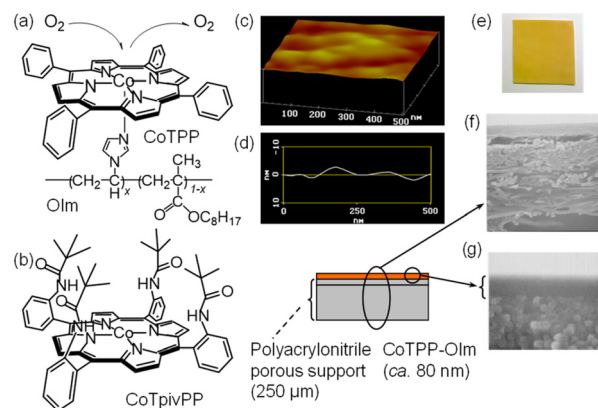 (a)
O2
O2
N
N
Co
N
N
CoTPP
N
N
CH3
(CH2
C
H
)x
(CH2
C
)1-x
OIm
C
O
OC8H17
(b)
O
C
NH
O
C
NH
C
O
NH
C
O
NH
N
N
Co
N
N
CoTpivPP
(c)
100
200
300
400
500
nM
(d)
-10
0
10
nM
0
250
500
nM
(e)
(f)
(g)
{
Polyacrylonitrile
porous support
(250 μm)
CoTPP-OIm
(ca. 80 nm)